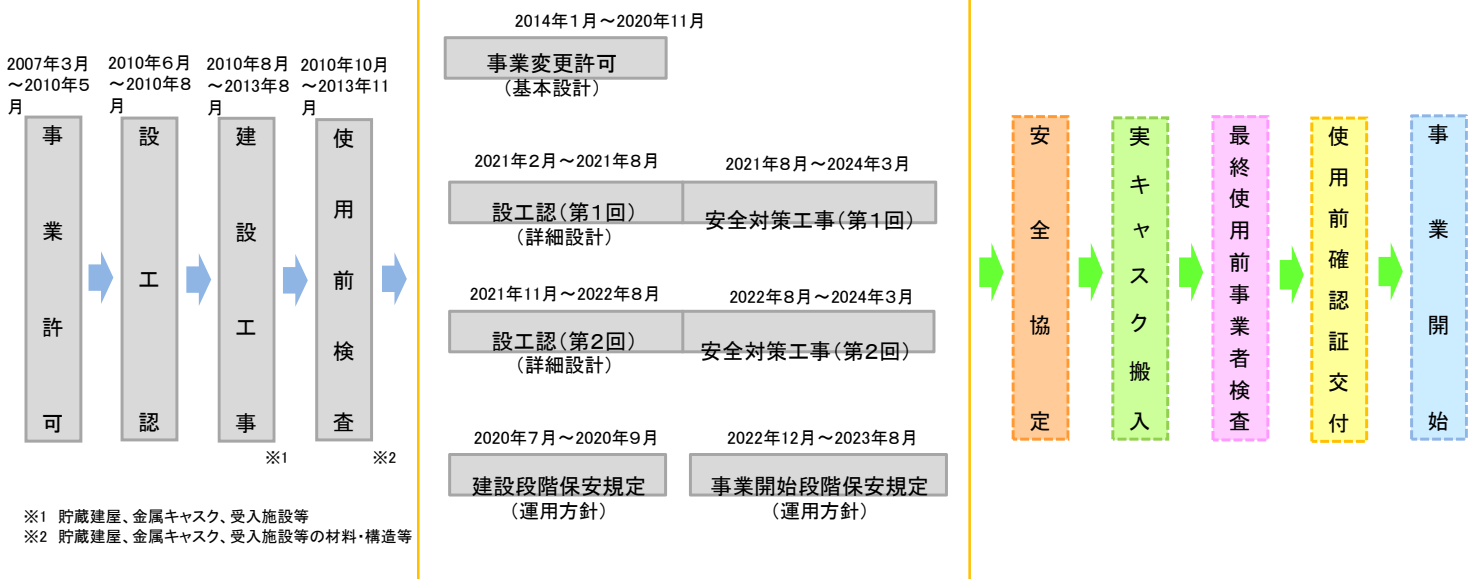 2007年3月
～2010年5
月
事業許可
2010年6月
～2010年8
月
設工認
2010年8月
～2013年8
月
建設工事
※1
2010年10月
～2013年11
月
使用前検査
※2
※1 貯蔵建屋、金属キャスク、受入施設等
※2 貯蔵建屋、金属キャスク、受入施設等の材料・構造等
2014年1月～2020年11月
事業変更許可
（基本設計）
2021年2月～2021年8月
設工認（第1回）
（詳細設計）
2021年8月～2024年3月
安全対策工事（第1回）
2021年11月～2022年8月
設工認（第2回）
（詳細設計）
2022年8月～2024年3月
安全対策工事（第2回）
2020年7月～2020年9月
建設段階保安規定
（運用方針）
2022年12月～2023年8月
事業開始段階保安規定
（運用方針）
安全協定
実キャスク搬入
最終使用前事業者検査
使用前確認証交付
事業開始